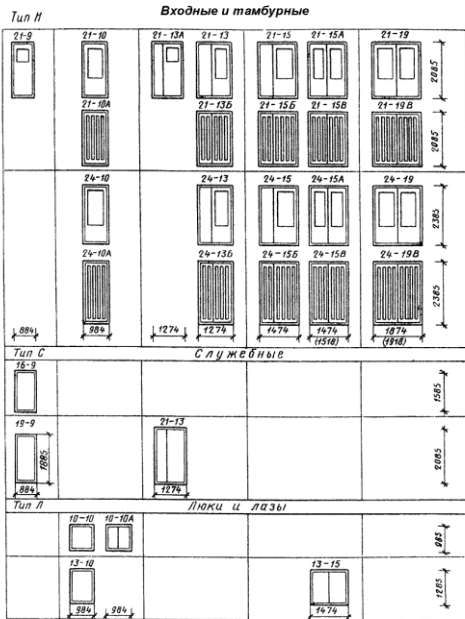 Входные и тамбурные
Тип Н
21-9 21-10 21-13А 21-13 21-15 21-15А 21-19
2085
21-10А 21-13Б 21-15Б 21-15В 21-19В
2085
24-10 24-13 24-15 24-15А 24-19
2385
24-10А 24-13Б 24-15Б 24-15В 24-19В
2385
884 984 1274 1274 1474 1474 1874
(1518) (1918)
Тип С Служебные
16-9
1585
19-9 21-13
1885 2085
884 1274
Тип Л Люки и лазы
10-10 10-10А
985
13-10 13-15
1285
984 984 1474